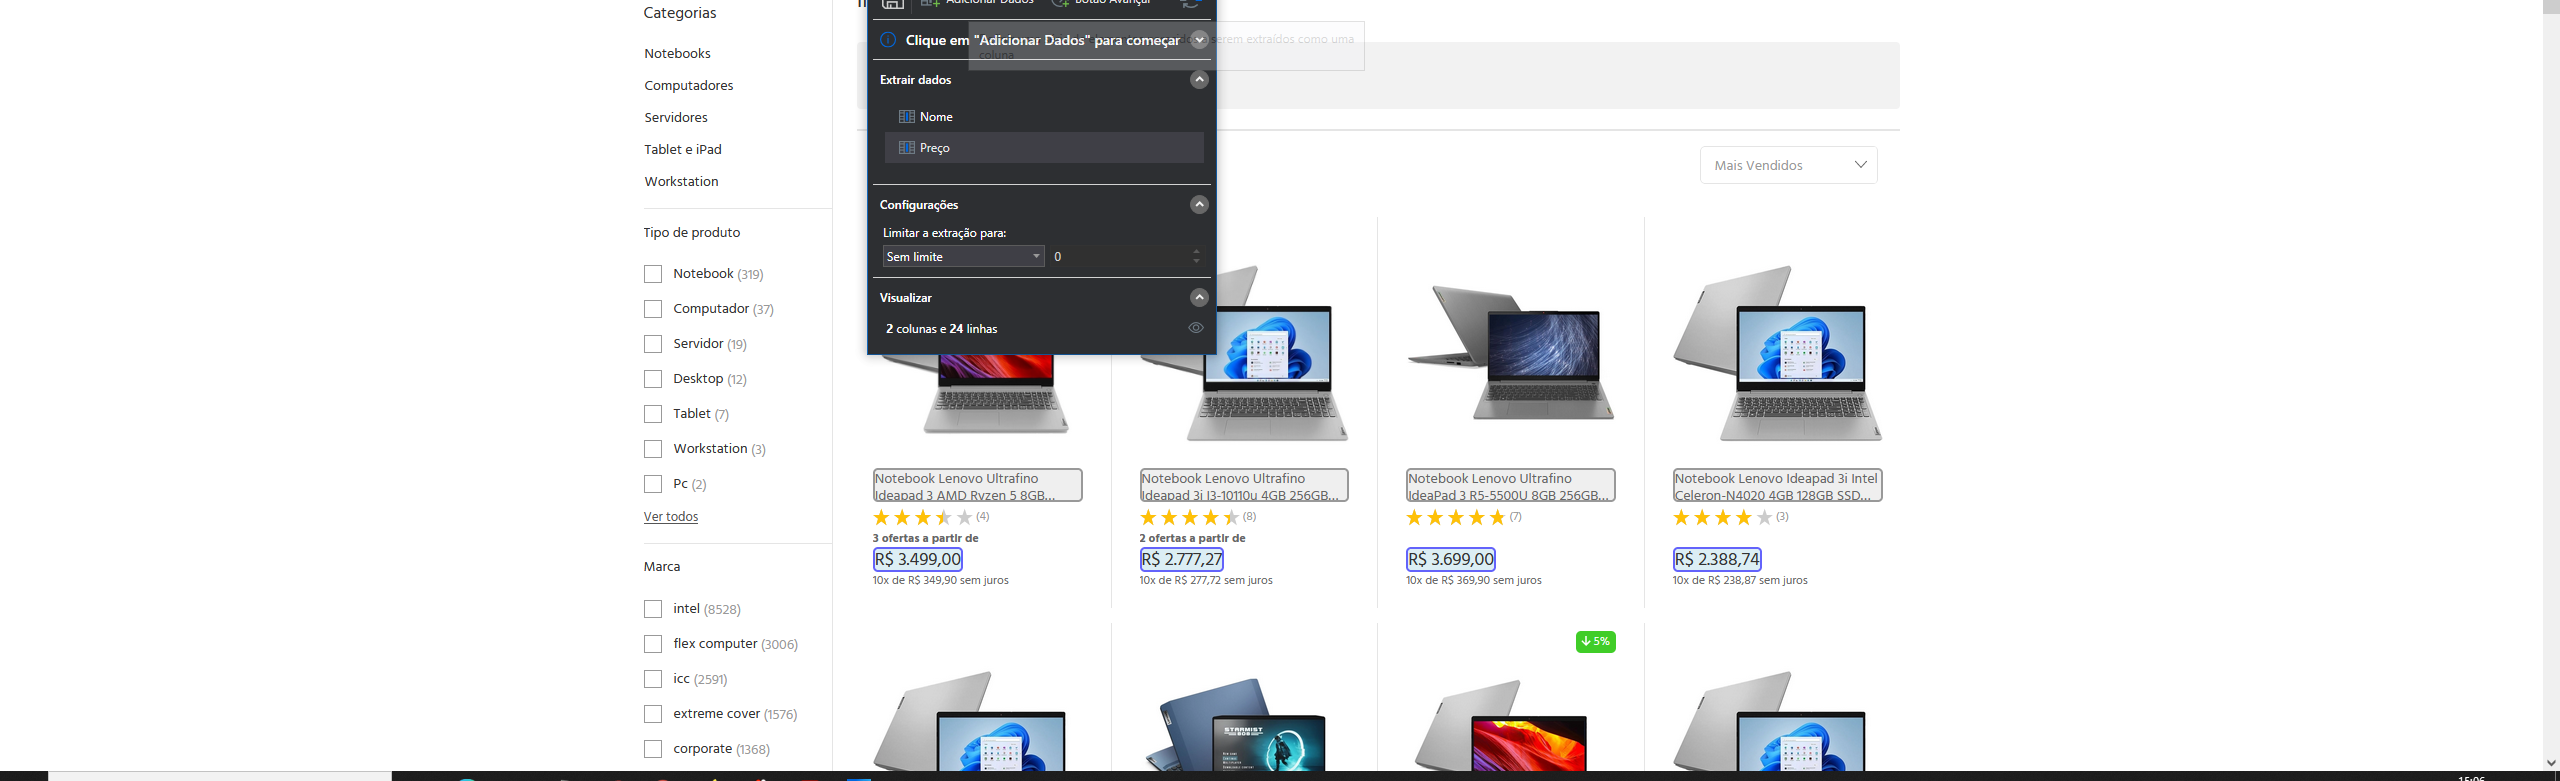 Categorias
Notebooks
Computadores
Servidores
Tablet e iPad
Workstation
Tipo de produto
Notebook (319)
Computador (37)
Servidor (19)
Desktop (12)
Tablet (7)
Workstation (3)
Pc (2)
Ver todos
Marca
intel (8528)
flex computer (3006)
icc (2591)
extreme cover (1576)
corporate (1368)
Adicionar Dados
Botão Avançar
Clique em "Adicionar Dados" para começar
serem extraídos como uma
coluna
Extrair dados
Nome
Preço
Configurações
Limitar a extração para:
Sem limite 0
Visualizar
2 colunas e 24 linhas
Mais Vendidos
Notebook Lenovo Ultrafino
Ideapad 3 AMD Ryzen 5 8GB...
(4)
3 ofertas a partir de
R$ 3.499,00
10x de R$ 349,90 sem juros
Notebook Lenovo Ultrafino
Ideapad 3i I3-10110u 4GB 256GB...
(8)
2 ofertas a partir de
R$ 2.777,27
10x de R$ 277,72 sem juros
Notebook Lenovo Ultrafino
IdeaPad 3 R5-5500U 8GB 256GB...
(7)
R$ 3.699,00
10x de R$ 369,90 sem juros
Notebook Lenovo Ideapad 3i Intel
Celeron-N4020 4GB 128GB SSD...
(3)
R$ 2.388,74
10x de R$ 238,87 sem juros
5%
STARMIST
15:06